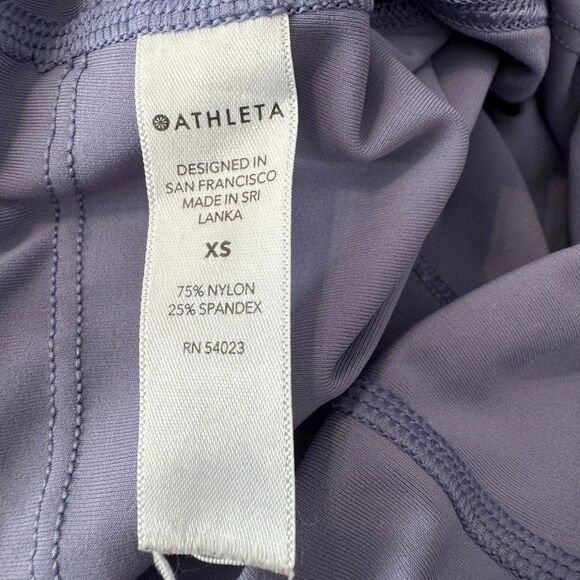 ATHLETA
DESIGNED IN
SAN FRANCISCO
MADE IN SRI
LANKA
XS
75% NYLON
25% SPANDEX
RN 54023